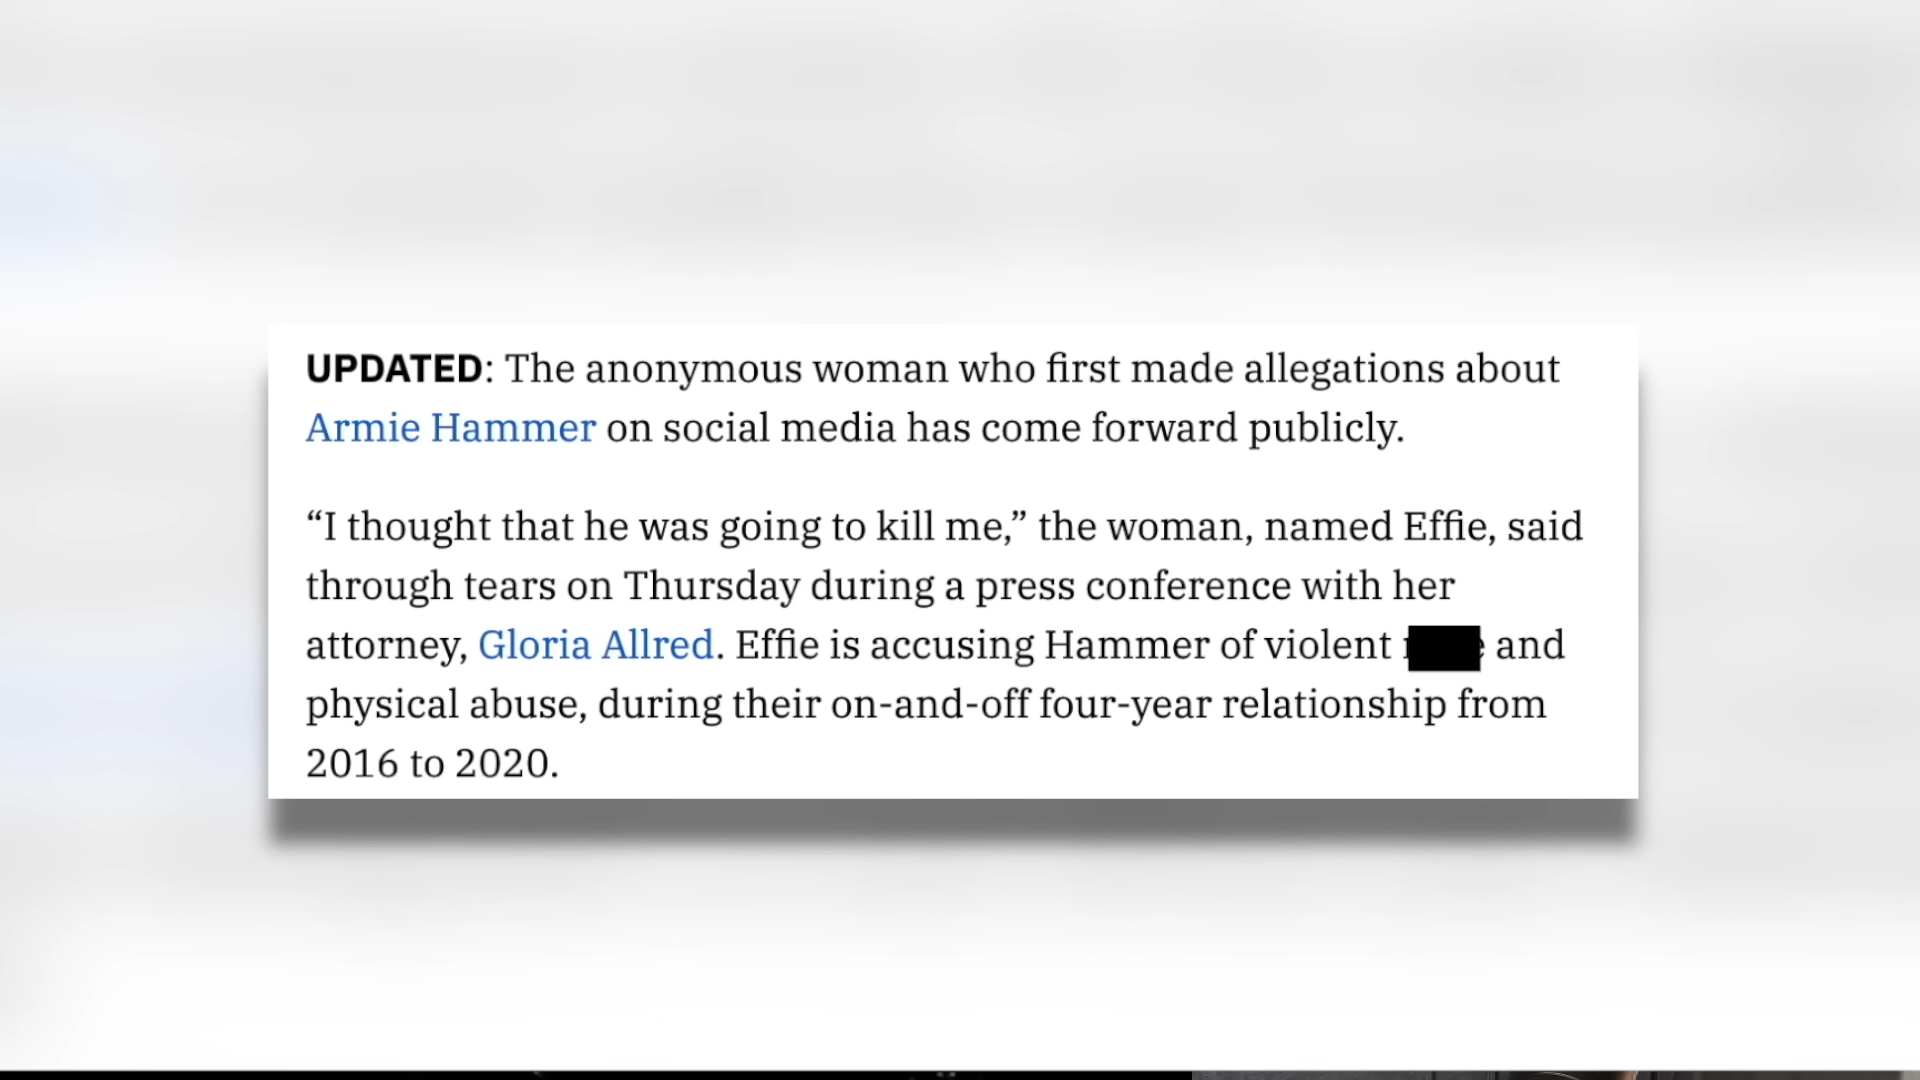 UPDATED: The anonymous woman who first made allegations about
Armie Hammer on social media has come forward publicly.
“I thought that he was going to kill me,” the woman, named Effie, said
through tears on Thursday during a press conference with her
attorney, Gloria Allred. Effie is accusing Hammer of violent and
physical abuse, during their on-and-off four-year relationship from
2016 to 2020.